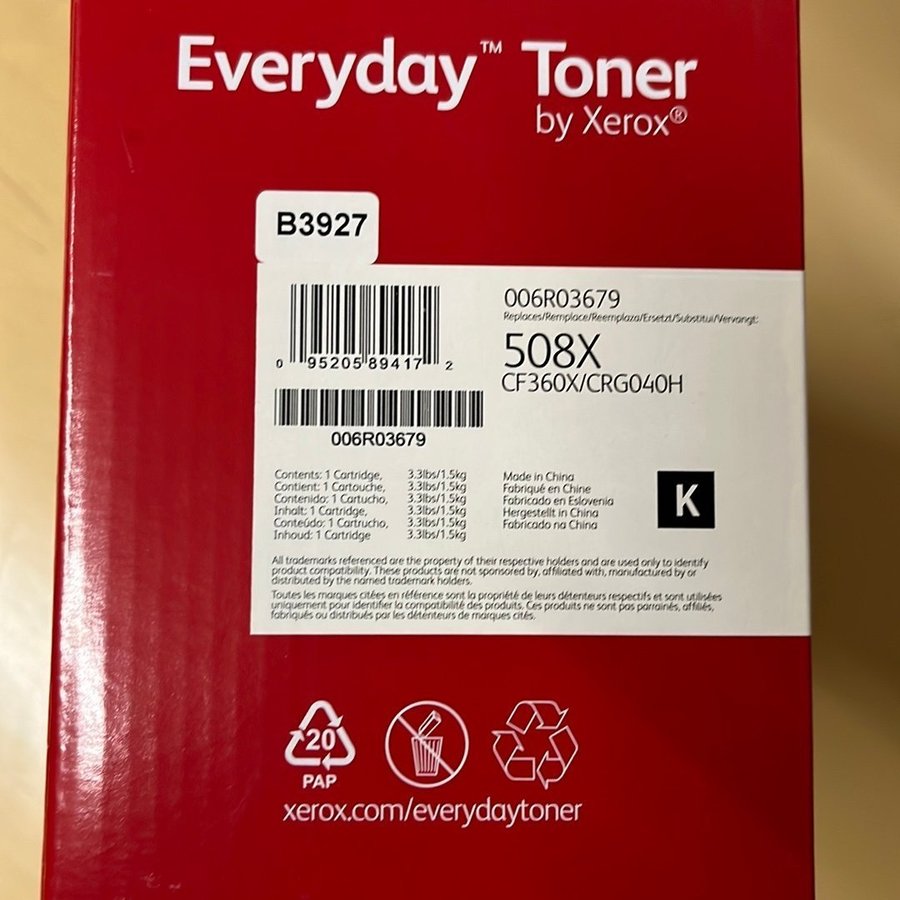 Everyday™ Toner
by Xerox®
B3927
006R03679
Replaces/Remplace/Reemplaza/Ersetzt/Substitui/Vervangt:
508X
CF360X/CRG040H
0 95205 89417 2
006R03679
Contents: 1 Cartridge, 3.3lbs/1.5kg
Contient: 1 Cartouche, 3.3lbs/1.5kg
Contenido: 1 Cartucho, 3.3lbs/1.5kg
Inhalt: 1 Cartridge, 3.3lbs/1.5kg
Conteúdo: 1 Cartrucho, 3.3lbs/1.5kg
Inhoud: 1 Cartridge 3.3lbs/1.5kg
Made in China
Fabriqué en Chine
Fabricado en Eslovenia
Hergestellt in China
Fabricado na China
K
All trademarks referenced are the property of their respective holders and are used only to identify
product compatibility. These products are not sponsored by, affiliated with, manufactured by or
distributed by the named trademark holders.
Toutes les marques citées en référence sont la propriété de leurs détenteurs respectifs et sont utilisées
uniquement pour identifier la compatibilité des produits. Ces produits ne sont pas parrainés, affiliés,
fabriqués ou distribués par les détenteurs de marques cités.
20
PAP
xerox.com/everydaytoner